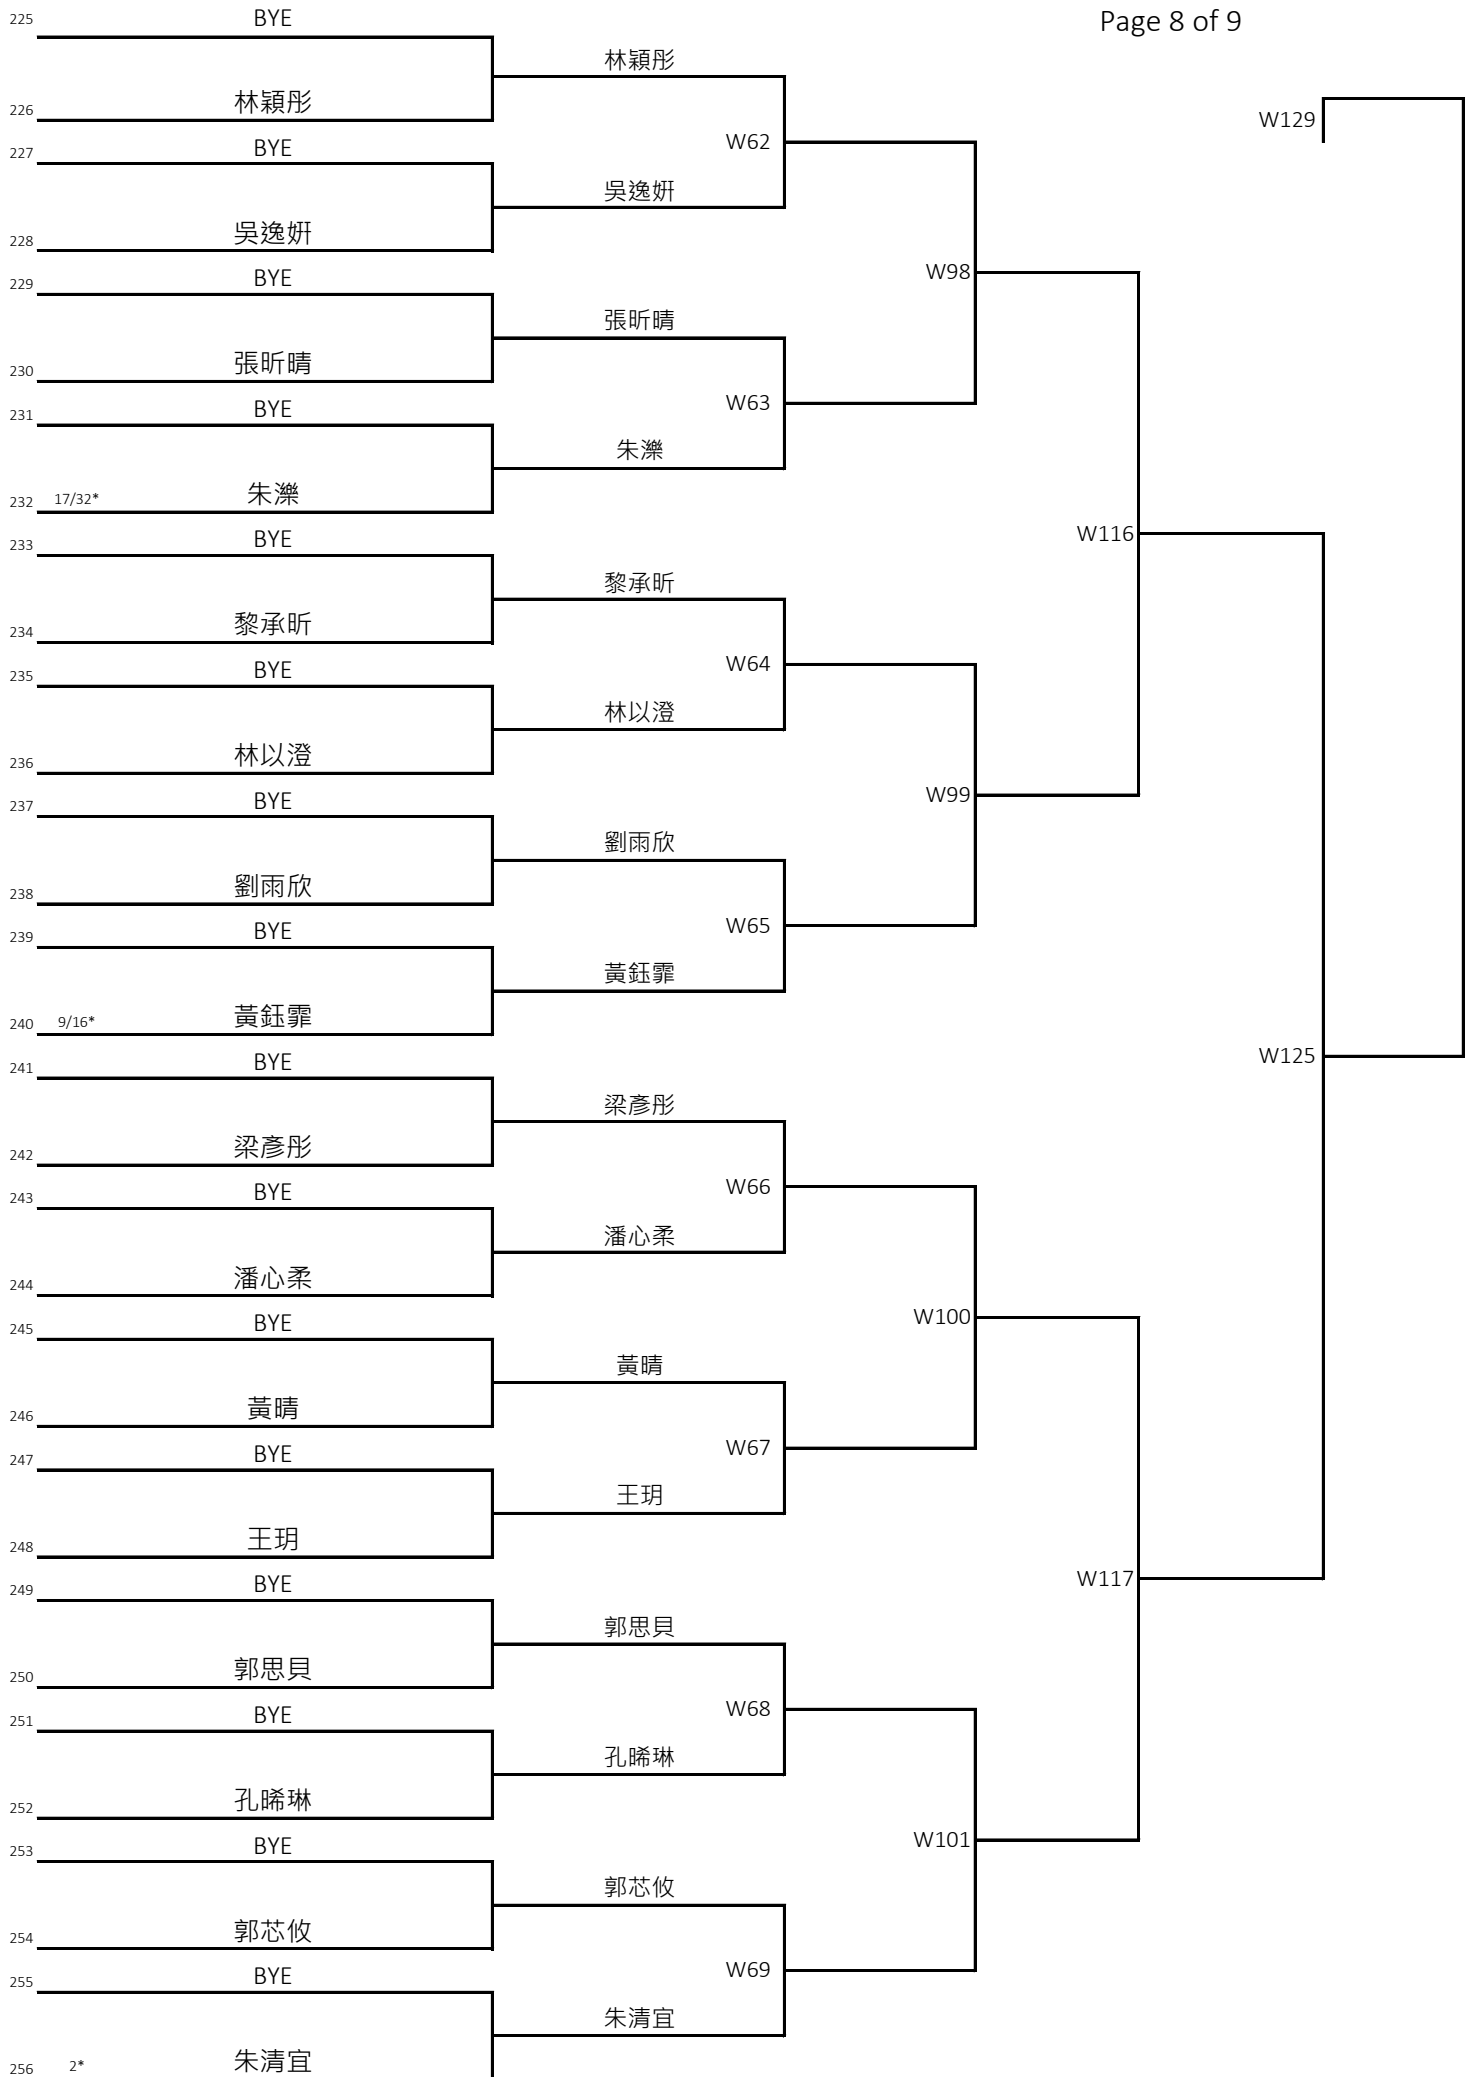 Page 8 of 9
225 BYE
林穎彤
226 林穎彤
W129
W62
227 BYE
吳逸妍
228 吳逸妍
W98
229 BYE
張昕晴
230 張昕晴
W63
231 BYE
朱濼
232 17/32* 朱濼
W116
233 BYE
黎承昕
234 黎承昕
W64
235 BYE
林以澄
236 林以澄
W99
237 BYE
劉雨欣
238 劉雨欣
W65
239 BYE
黃鈺霏
240 9/16* 黃鈺霏
W125
241 BYE
梁彥彤
242 梁彥彤
W66
243 BYE
潘心柔
244 潘心柔
W100
245 BYE
黃晴
246 黃晴
W67
247 BYE
王玥
248 王玥
W117
249 BYE
郭思貝
250 郭思貝
W68
251 BYE
孔晞琳
252 孔晞琳
W101
253 BYE
郭芯攸
254 郭芯攸
W69
255 BYE
朱清宜
256 2* 朱清宜